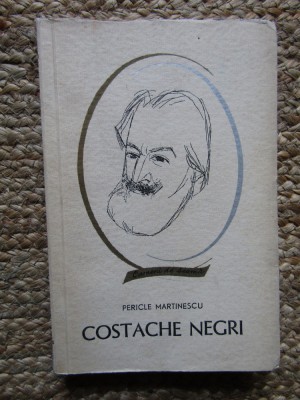 PERICLE MARTINESCU
COSTACHE NEGRI